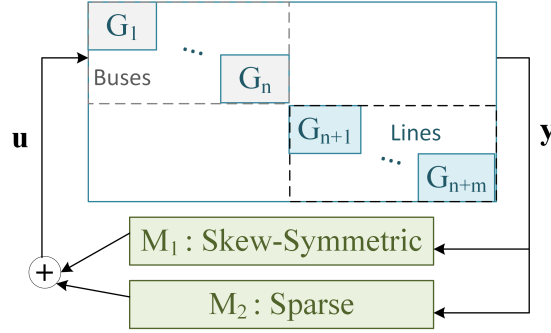 G₁
...
Buses
Gₙ
Gₙ₊₁
Lines
...
Gₙ₊ₘ
u
y
M₁ : Skew-Symmetric
+
M₂ : Sparse